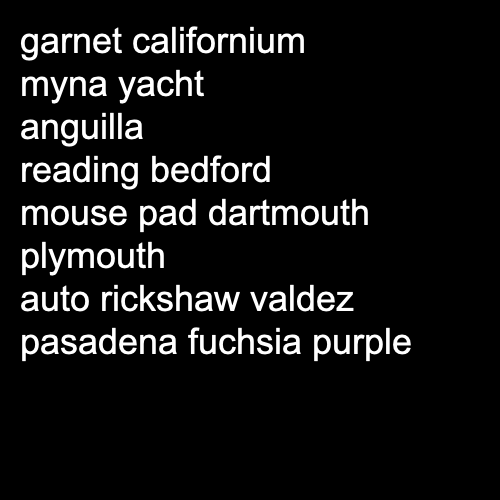 garnet californium
myna yacht
anguilla
reading bedford
mouse pad dartmouth
plymouth
auto rickshaw valdez
pasadena fuchsia purple